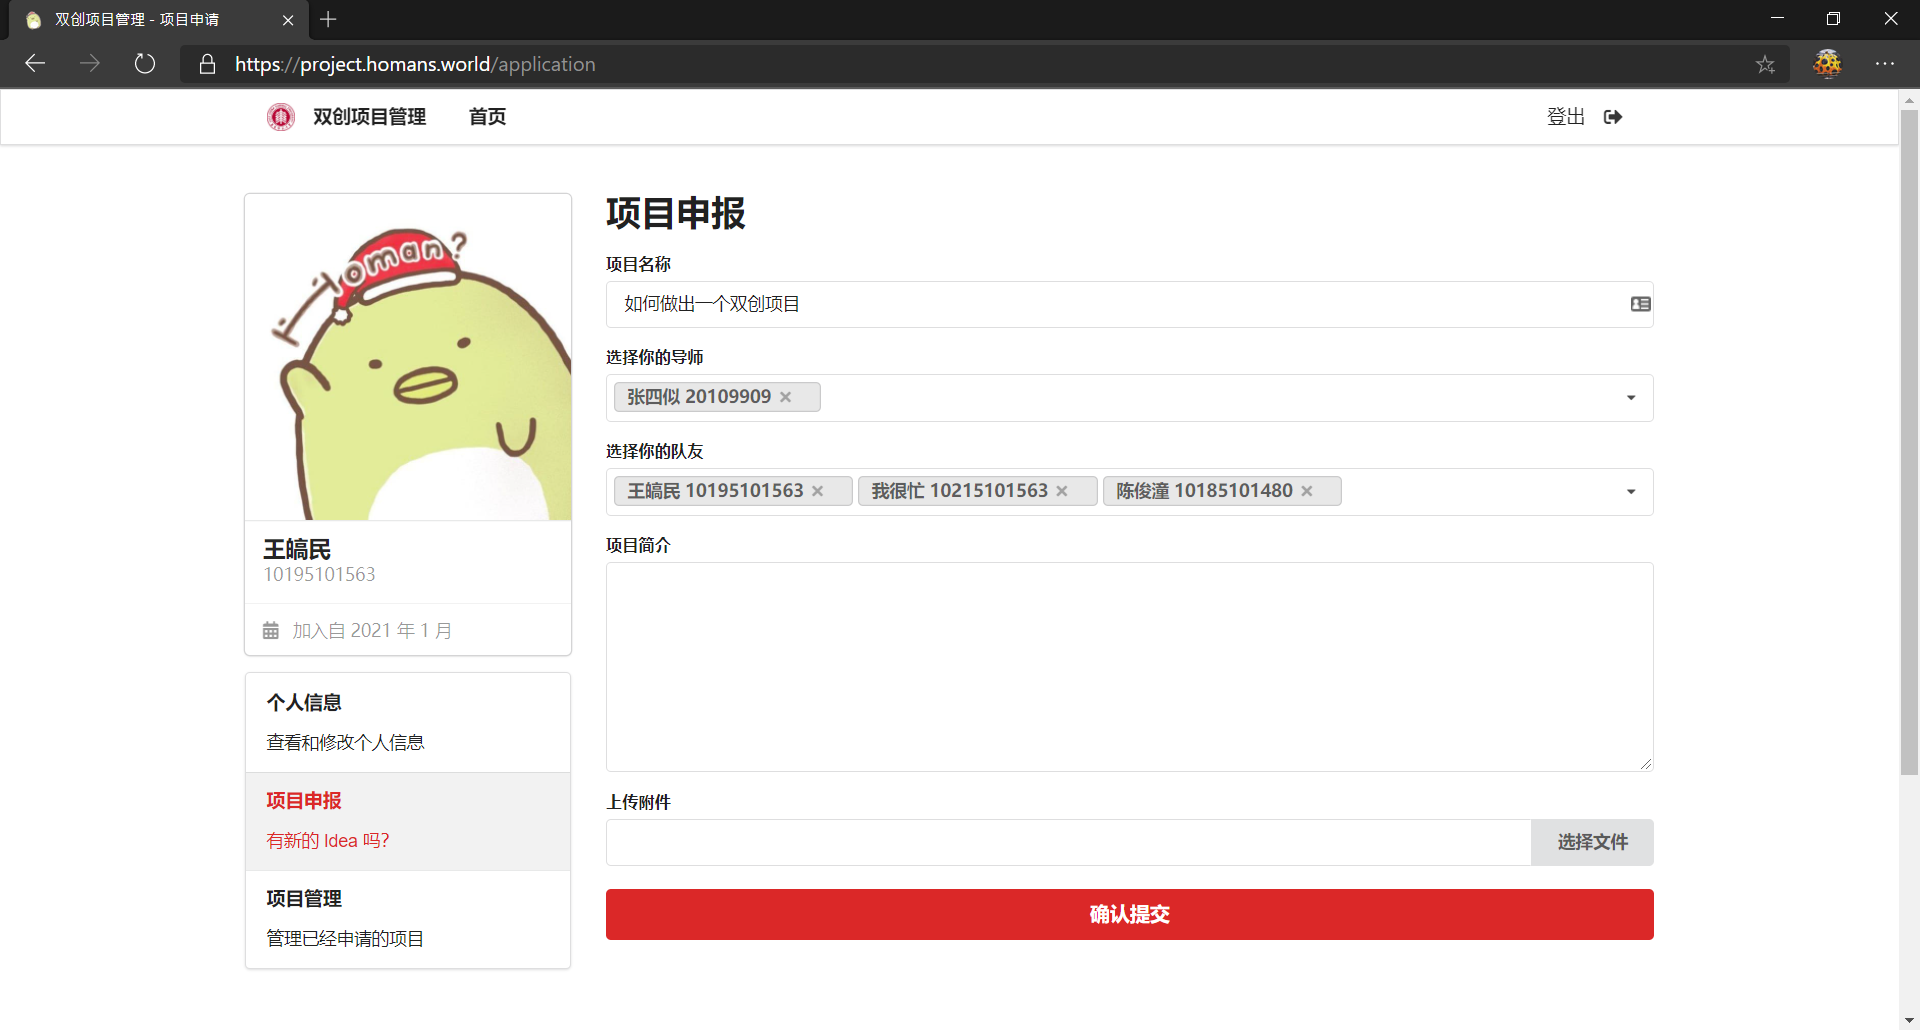 双创项目管理 - 项目申请
https://project.homans.world/application
双创项目管理 首页 登出
I'Homan?
王皜民
10195101563
加入自 2021 年 1 月
个人信息
查看和修改个人信息
项目申报
有新的 Idea 吗?
项目管理
管理已经申请的项目
项目申报
项目名称
如何做出一个双创项目
选择你的导师
张四似 20109909
选择你的队友
王皜民 10195101563 我很忙 10215101563 陈俊潼 10185101480
项目简介
上传附件
选择文件
确认提交